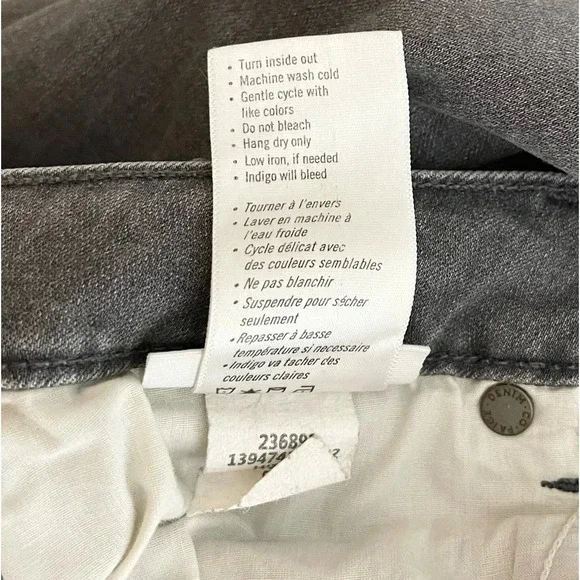 • Turn inside out
• Machine wash cold
• Gentle cycle with
like colors
• Do not bleach
• Hang dry only
• Low iron, if needed
• Indigo will bleed
• Tourner à l'envers
• Laver en machine à
l'eau froide
• Cycle délicat avec
des couleurs semblables
• Ne pas blanchir
• Suspendre pour sécher
seulement
• Repasser à basse
température si necessaire
• Indigo va tacher des
couleurs claires
DENIM